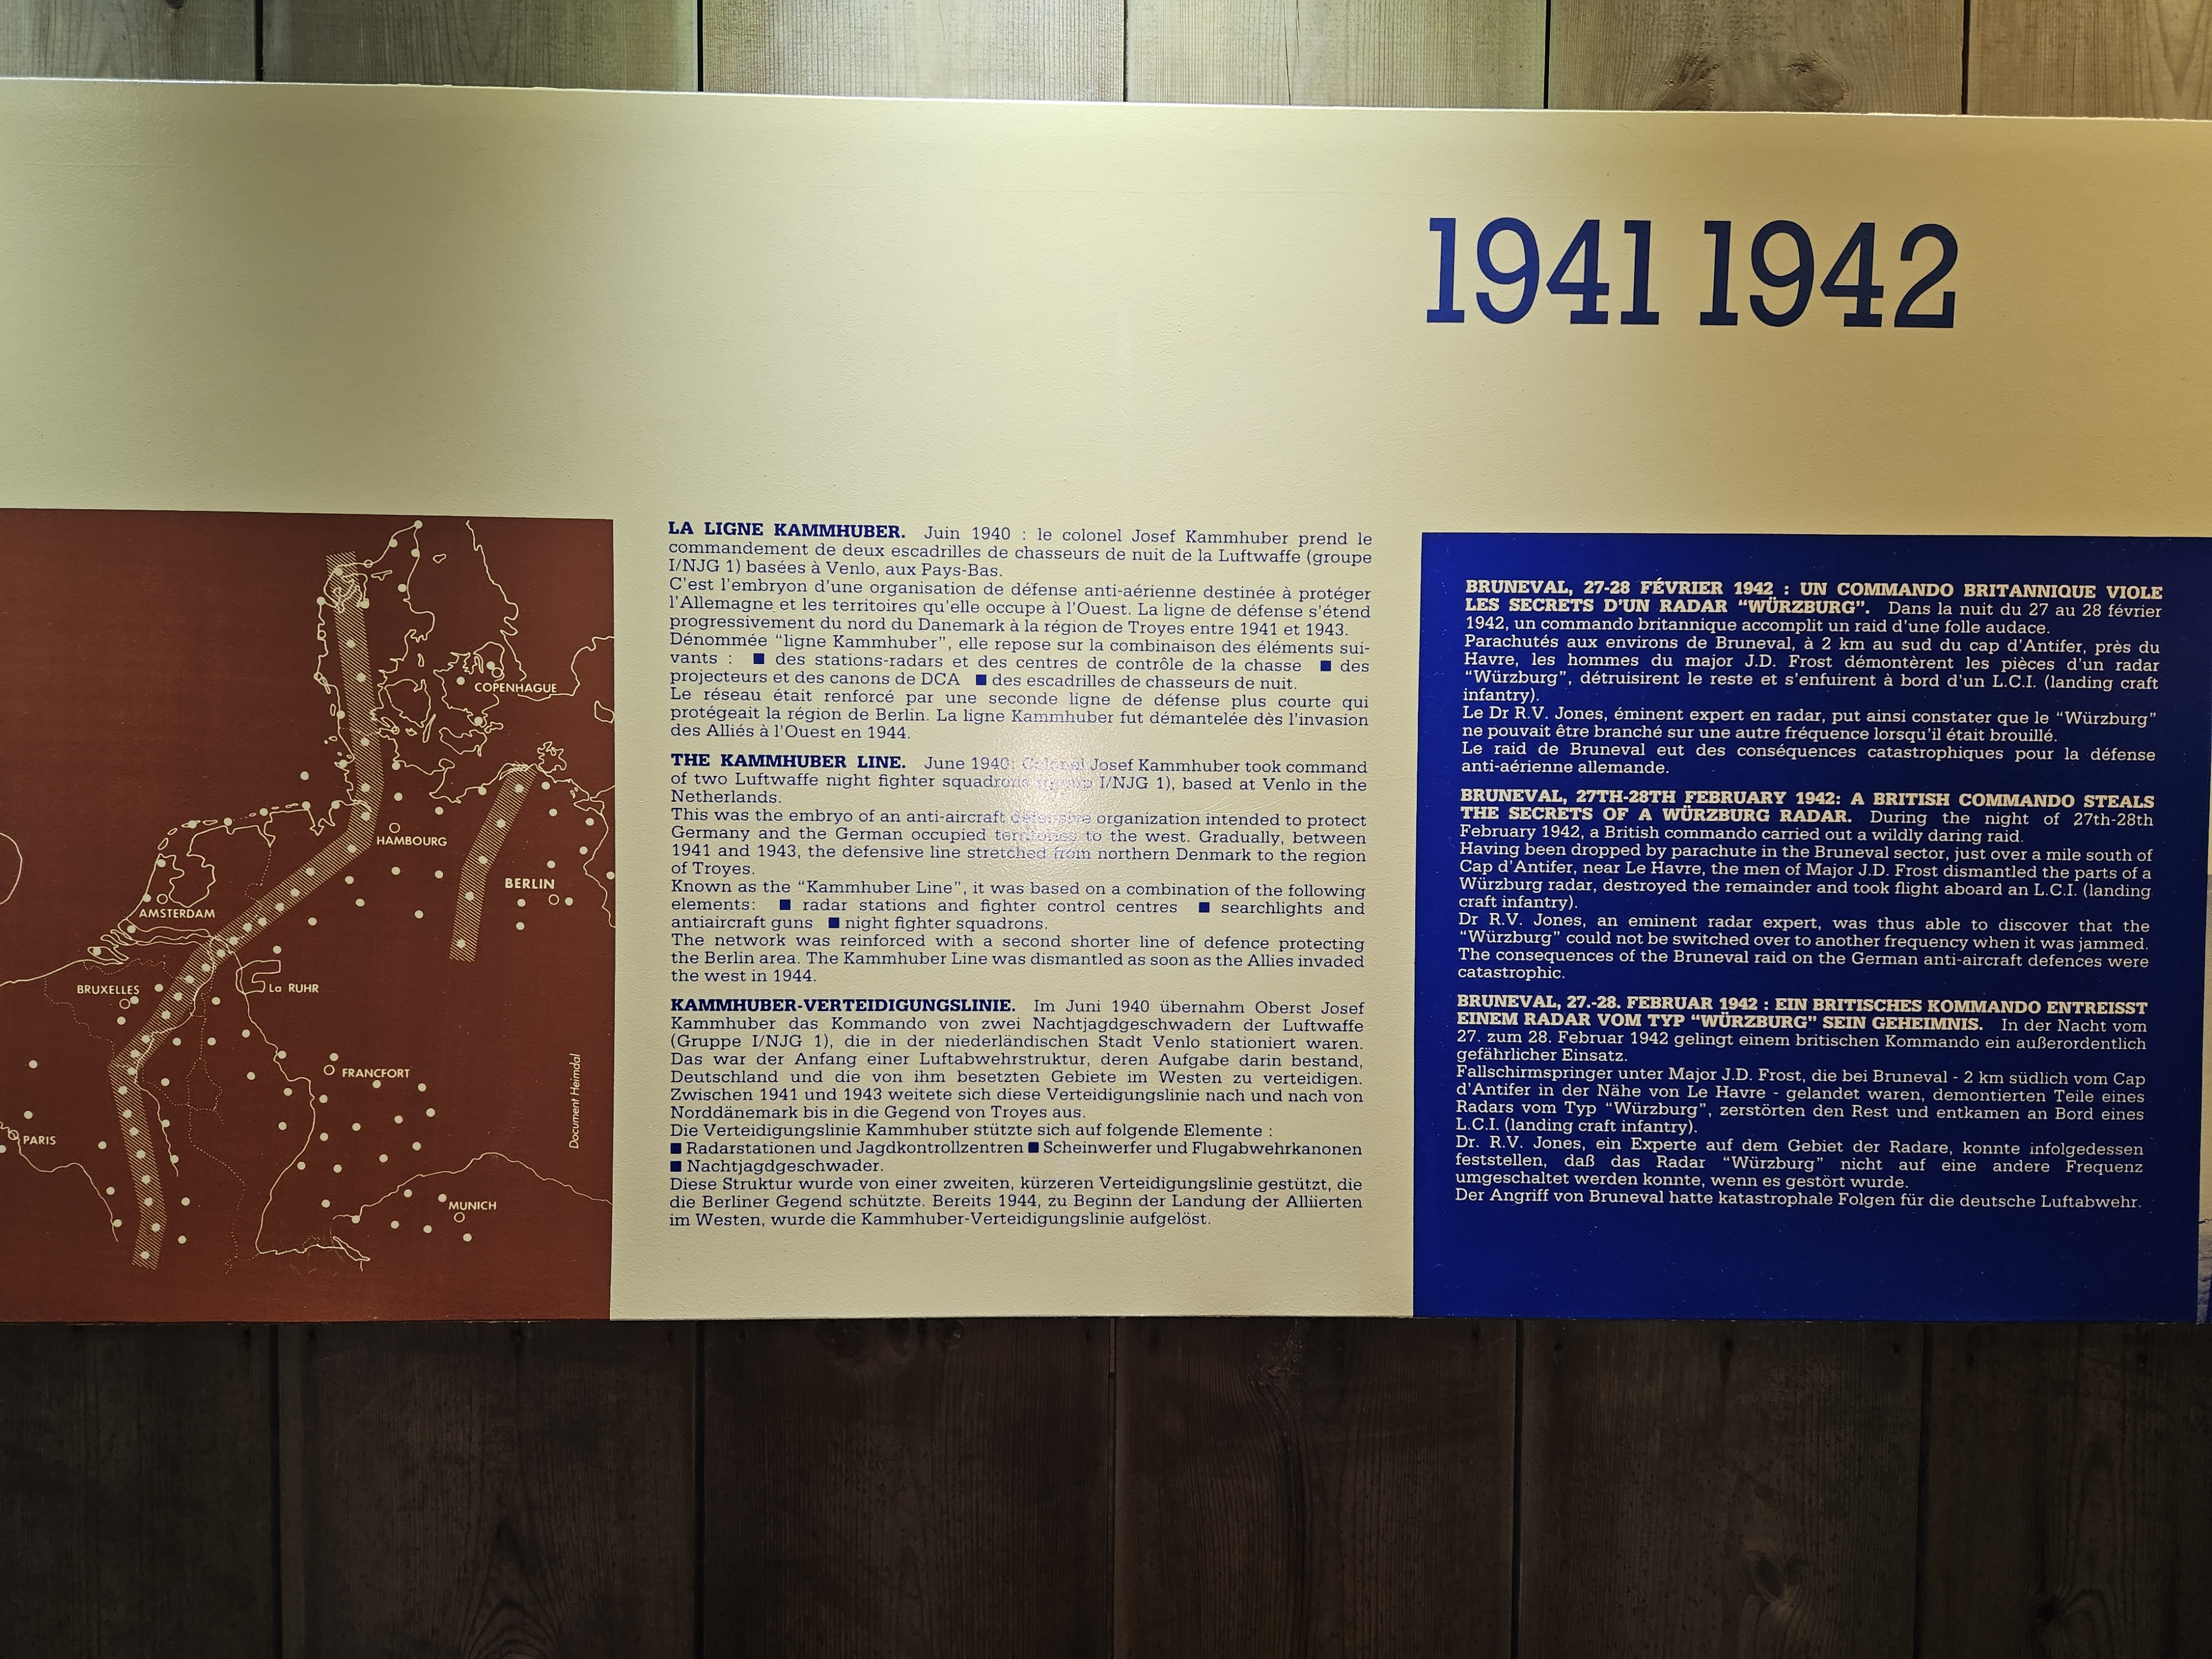 1941 1942
COPENHAGUE
HAMBOURG
BERLIN
AMSTERDAM
BRUXELLES
La RUHR
FRANCFORT
PARIS
MUNICH
Document Heimdal
LA LIGNE KAMMHUBER. Juin 1940 : le colonel Josef Kammhuber prend le
commandement de deux escadrilles de chasseurs de nuit de la Luftwaffe (groupe
I/NJG 1) basées à Venlo, aux Pays-Bas.
C'est l'embryon d'une organisation de défense anti-aérienne destinée à protéger
l'Allemagne et les territoires qu'elle occupe à l'Ouest. La ligne de défense s'étend
progressivement du nord du Danemark à la région de Troyes entre 1941 et 1943.
Dénommée "ligne Kammhuber", elle repose sur la combinaison des éléments sui-
vants : ■ des stations-radars et des centres de contrôle de la chasse ■ des
projecteurs et des canons de DCA ■ des escadrilles de chasseurs de nuit.
Le réseau était renforcé par une seconde ligne de défense plus courte qui
protégeait la région de Berlin. La ligne Kammhuber fut démantelée dès l'invasion
des Alliés à l'Ouest en 1944.
THE KAMMHUBER LINE. June 1940: Colonel Josef Kammhuber took command
of two Luftwaffe night fighter squadrons (group I/NJG 1), based at Venlo in the
Netherlands.
This was the embryo of an anti-aircraft defensive organization intended to protect
Germany and the German occupied territories to the west. Gradually, between
1941 and 1943, the defensive line stretched from northern Denmark to the region
of Troyes.
Known as the "Kammhuber Line", it was based on a combination of the following
elements: ■ radar stations and fighter control centres ■ searchlights and
antiaircraft guns ■ night fighter squadrons.
The network was reinforced with a second shorter line of defence protecting
the Berlin area. The Kammhuber Line was dismantled as soon as the Allies invaded
the west in 1944.
KAMMHUBER-VERTEIDIGUNGSLINIE. Im Juni 1940 übernahm Oberst Josef
Kammhuber das Kommando von zwei Nachtjagdgeschwadern der Luftwaffe
(Gruppe I/NJG 1), die in der niederländischen Stadt Venlo stationiert waren.
Das war der Anfang einer Luftabwehrstruktur, deren Aufgabe darin bestand,
Deutschland und die von ihm besetzten Gebiete im Westen zu verteidigen.
Zwischen 1941 und 1943 weitete sich diese Verteidigungslinie nach und nach von
Norddänemark bis in die Gegend von Troyes aus.
Die Verteidigungslinie Kammhuber stützte sich auf folgende Elemente :
■ Radarstationen und Jagdkontrollzentren ■ Scheinwerfer und Flugabwehrkanonen
■ Nachtjagdgeschwader.
Diese Struktur wurde von einer zweiten, kürzeren Verteidigungslinie gestützt, die
die Berliner Gegend schützte. Bereits 1944, zu Beginn der Landung der Alliierten
im Westen, wurde die Kammhuber-Verteidigungslinie aufgelöst.
BRUNEVAL, 27-28 FÉVRIER 1942 : UN COMMANDO BRITANNIQUE VIOLE
LES SECRETS D'UN RADAR "WÜRZBURG". Dans la nuit du 27 au 28 février
1942, un commando britannique accomplit un raid d'une folle audace.
Parachutés aux environs de Bruneval, à 2 km au sud du cap d'Antifer, près du
Havre, les hommes du major J.D. Frost démontèrent les pièces d'un radar
"Würzburg", détruisirent le reste et s'enfuirent à bord d'un L.C.I. (landing craft
infantry).
Le Dr R.V. Jones, éminent expert en radar, put ainsi constater que le "Würzburg"
ne pouvait être branché sur une autre fréquence lorsqu'il était brouillé.
Le raid de Bruneval eut des conséquences catastrophiques pour la défense
anti-aérienne allemande.
BRUNEVAL, 27TH-28TH FEBRUARY 1942: A BRITISH COMMANDO STEALS
THE SECRETS OF A WÜRZBURG RADAR. During the night of 27th-28th
February 1942, a British commando carried out a wildly daring raid.
Having been dropped by parachute in the Bruneval sector, just over a mile south of
Cap d'Antifer, near Le Havre, the men of Major J.D. Frost dismantled the parts of a
Würzburg radar, destroyed the remainder and took flight aboard an L.C.I. (landing
craft infantry).
Dr R.V. Jones, an eminent radar expert, was thus able to discover that the
"Würzburg" could not be switched over to another frequency when it was jammed.
The consequences of the Bruneval raid on the German anti-aircraft defences were
catastrophic.
BRUNEVAL, 27.-28. FEBRUAR 1942 : EIN BRITISCHES KOMMANDO ENTREISST
EINEM RADAR VOM TYP "WÜRZBURG" SEIN GEHEIMNIS. In der Nacht vom
27. zum 28. Februar 1942 gelingt einem britischen Kommando ein außerordentlich
gefährlicher Einsatz.
Fallschirmspringer unter Major J.D. Frost, die bei Bruneval - 2 km südlich vom Cap
d'Antifer in der Nähe von Le Havre - gelandet waren, demontierten Teile eines
Radars vom Typ "Würzburg", zerstörten den Rest und entkamen an Bord eines
L.C.I. (landing craft infantry).
Dr. R.V. Jones, ein Experte auf dem Gebiet der Radare, konnte infolgedessen
feststellen, daß das Radar "Würzburg" nicht auf eine andere Frequenz
umgeschaltet werden konnte, wenn es gestört wurde.
Der Angriff von Bruneval hatte katastrophale Folgen für die deutsche Luftabwehr.